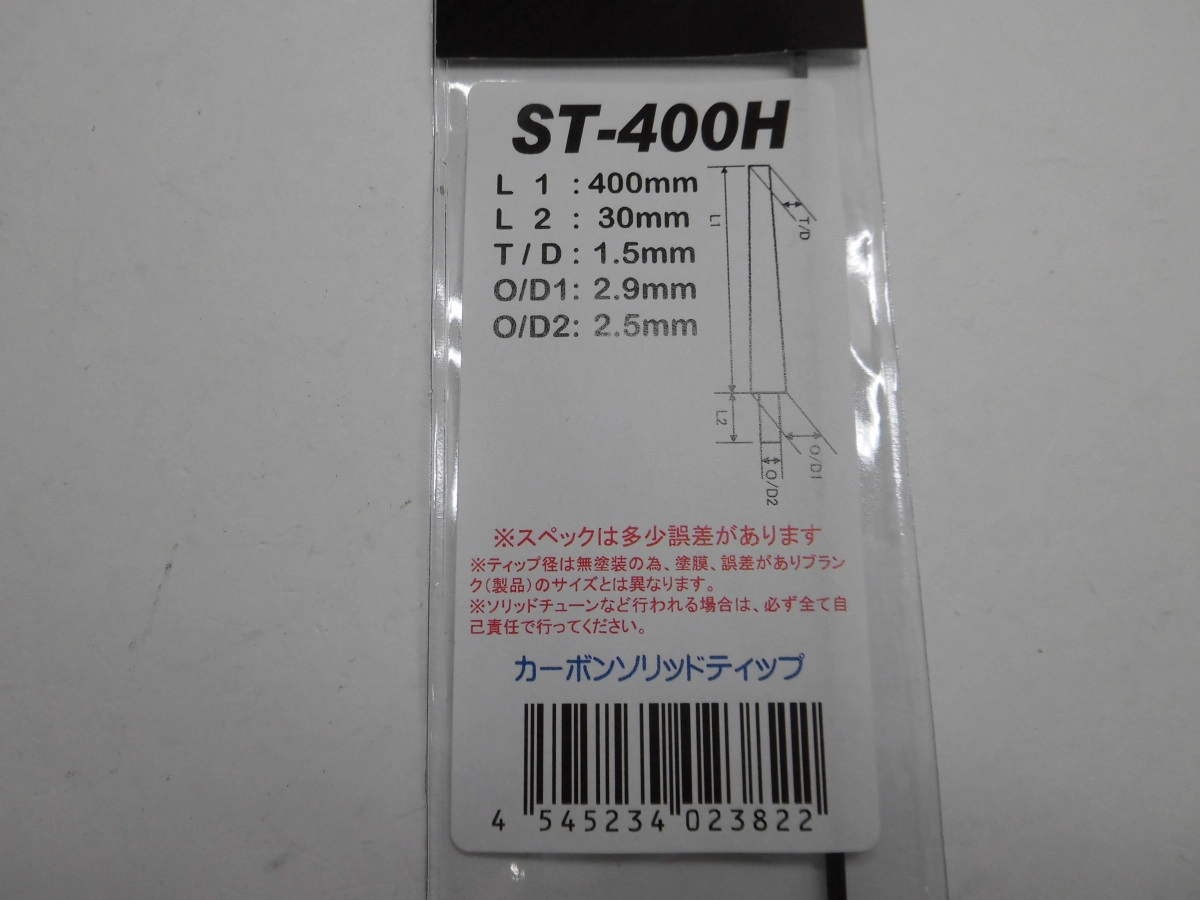 ST-400H
L 1 : 400mm
L 2 : 30mm
T / D : 1.5mm
O/D1: 2.9mm
O/D2: 2.5mm
L1
T/D
L2
O/D1
O/D2
※スペックは多少誤差があります
※ティップ径は無塗装の為、塗膜、誤差がありブラン
ク(製品)のサイズとは異なります。
※ソリッドチューンなど行われる場合は、必ず全て自
己責任で行ってください。
カーボンソリッドティップ
4 545234 023822